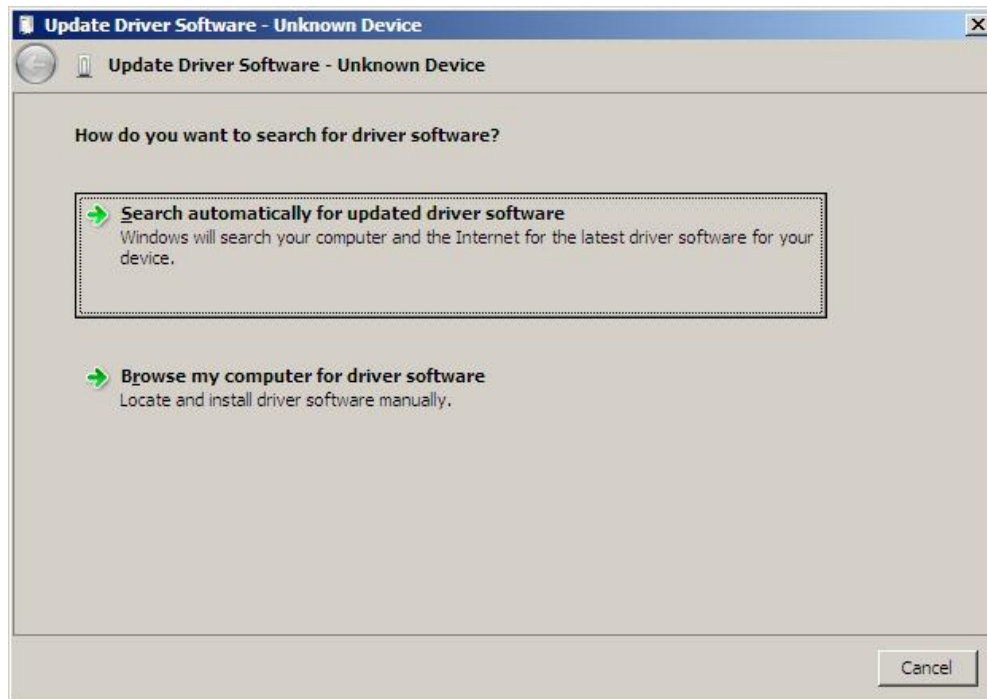 Update Driver Software - Unknown Device
Update Driver Software - Unknown Device
How do you want to search for driver software?
Search automatically for updated driver software
Windows will search your computer and the Internet for the latest driver software for your
device.
Browse my computer for driver software
Locate and install driver software manually.
Cancel